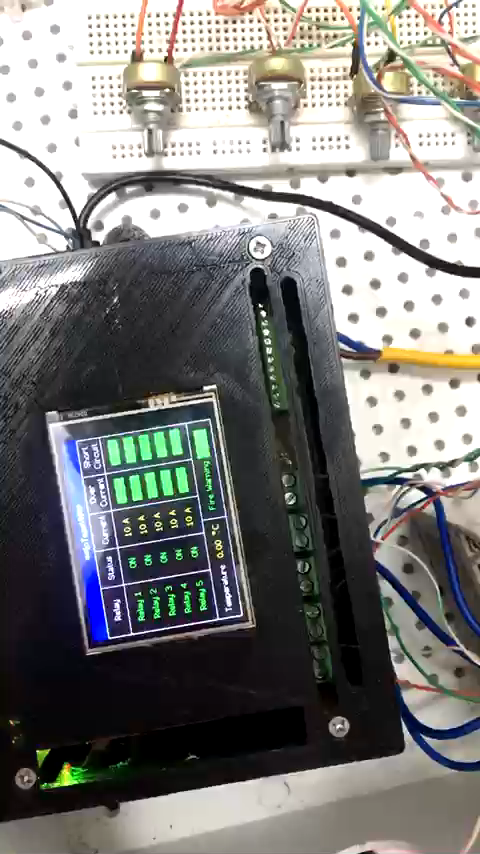 Relay Status Current Over Current Short Circuit
Relay 1 ON 10 A
Relay 2 ON 10 A
Relay 3 ON 10 A
Relay 4 ON 10 A
Relay 5 ON 10 A
Temperature 0.00 °C Fire Warning